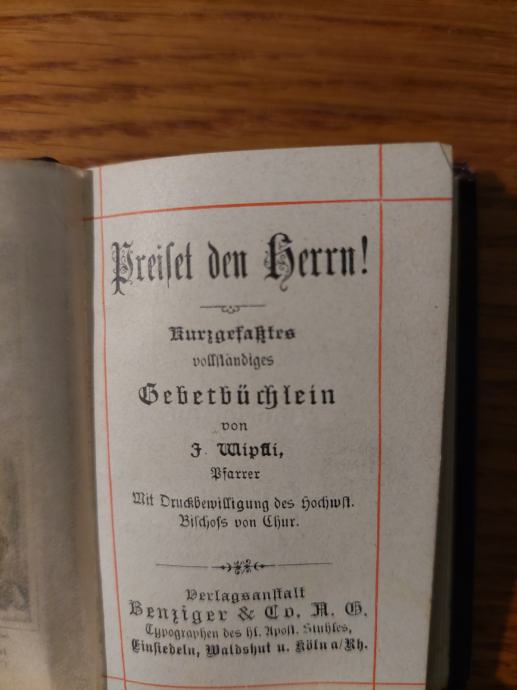 Preiset den Herrn!
Kurzgefaßtes
vollständiges
Gebetbüchlein
von
J. Wipfli,
Pfarrer
Mit Druckbewilligung des Hochwst.
Bischofs von Chur.
Verlagsanstalt
Benziger & Co. A. G.
Typographen des hl. Apost. Stuhles,
Einsiedeln, Waldshut u. Köln a/Rh.